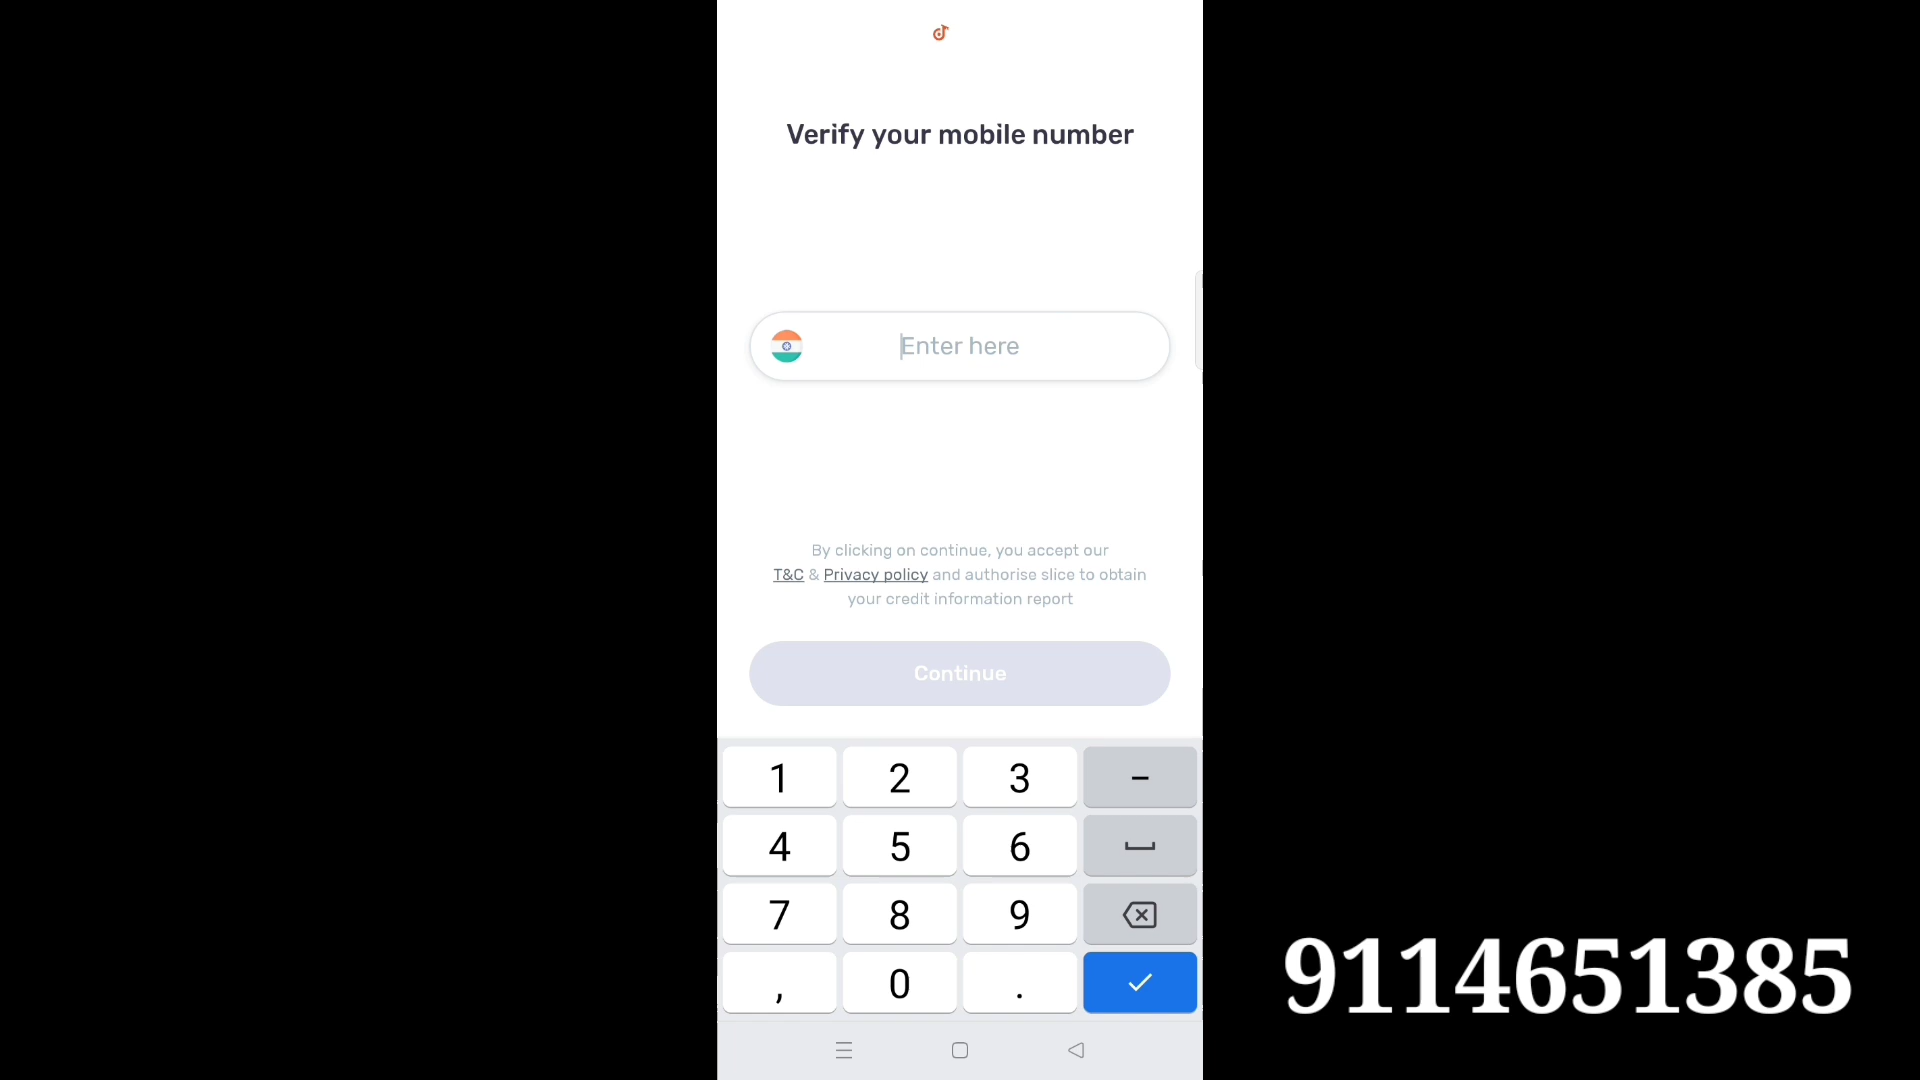 Verify your mobile number
Enter here
By clicking on continue, you accept our
T&C & Privacy policy and authorise slice to obtain
your credit information report
Continue
1 2 3 -
4 5 6
7 8 9
, 0 .
9114651385